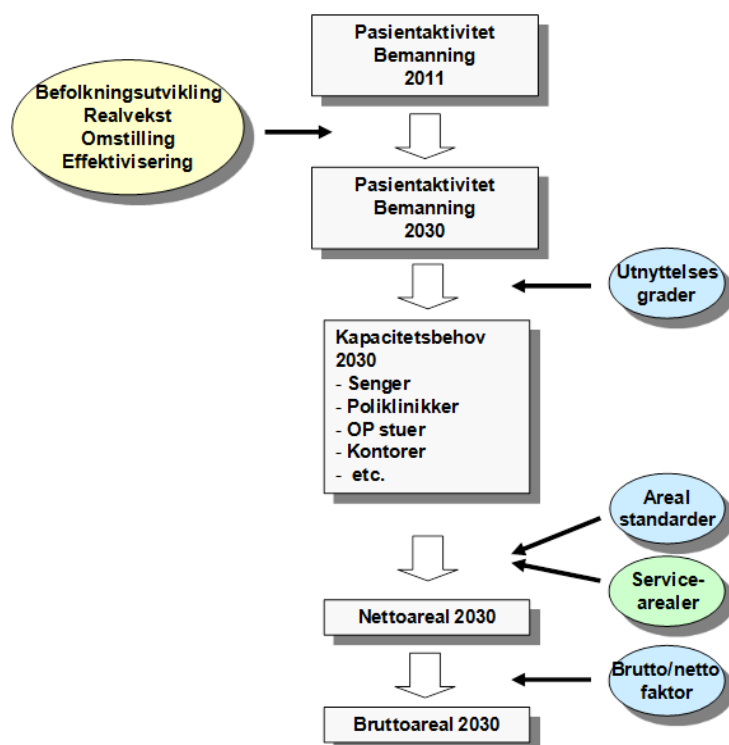 Pasientaktivitet
Bemanning
2011
Befolkningsutvikling
Realvekst
Omstilling
Effektivisering
Pasientaktivitet
Bemanning
2030
Utnyttelses
grader
Kapacitetsbehov
2030
- Senger
- Poliklinikker
- OP stuer
- Kontorer
- etc.
Areal
standarder
Service-
arealer
Nettoareal 2030
Brutto/netto
faktor
Bruttoareal 2030